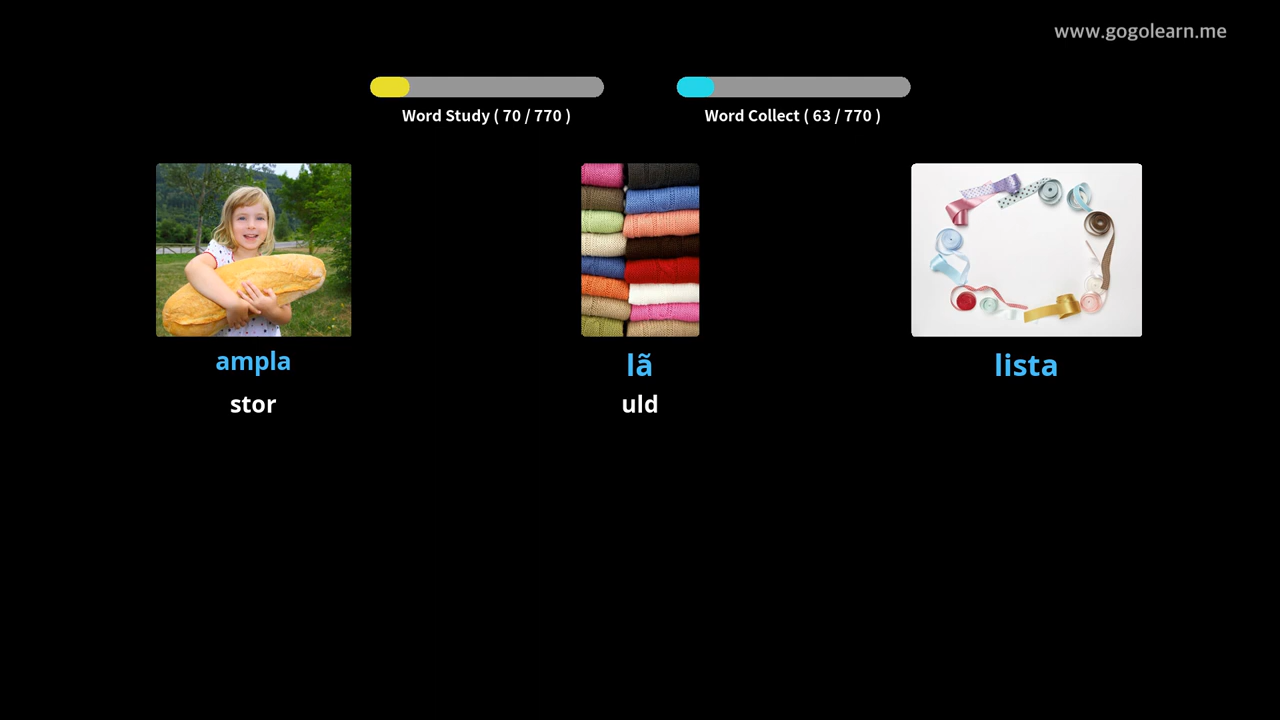 www.gogolearn.me
Word Study ( 70 / 770 )
Word Collect ( 63 / 770 )
ampla
lã
lista
stor
uld